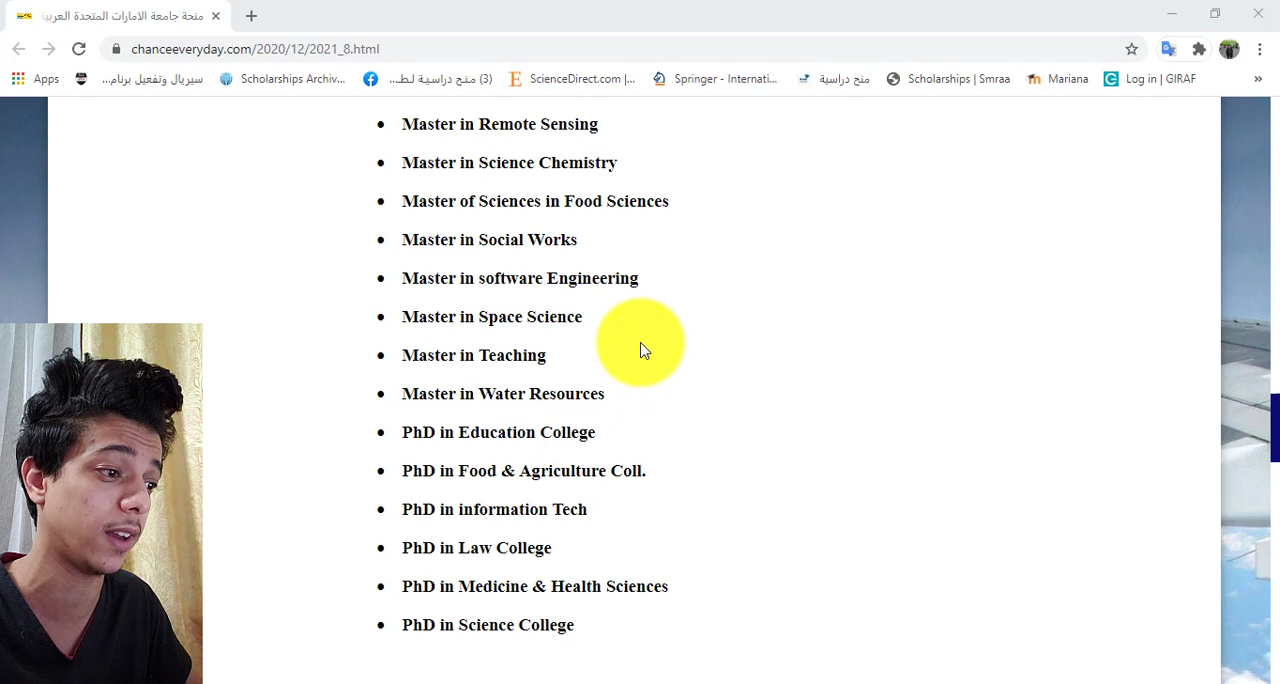 منحة جامعة الامارات المتحدة العربية
chanceeveryday.com/2020/12/2021_8.html
Apps
سيريال وتفعيل برنام...
Scholarships Archiv...
(3) منح دراسية لط...
ScienceDirect.com |...
Springer - Internati...
منح دراسية
Scholarships | Smraa
Mariana
Log in | GIRAF
»
• Master in Remote Sensing
• Master in Science Chemistry
• Master of Sciences in Food Sciences
• Master in Social Works
• Master in software Engineering
• Master in Space Science
• Master in Teaching
• Master in Water Resources
• PhD in Education College
• PhD in Food & Agriculture Coll.
• PhD in information Tech
• PhD in Law College
• PhD in Medicine & Health Sciences
• PhD in Science College